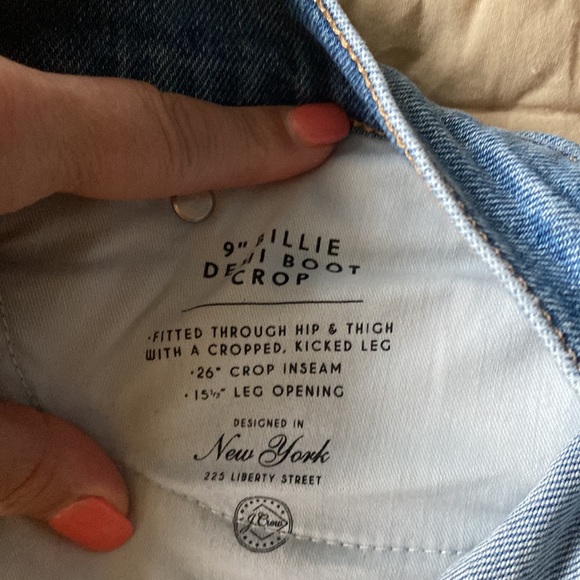 9" BILLIE
DEMI BOOT
CROP
·FITTED THROUGH HIP & THIGH
WITH A CROPPED, KICKED LEG
·26" CROP INSEAM
·15½" LEG OPENING
DESIGNED IN
New York
225 LIBERTY STREET
J.Crew